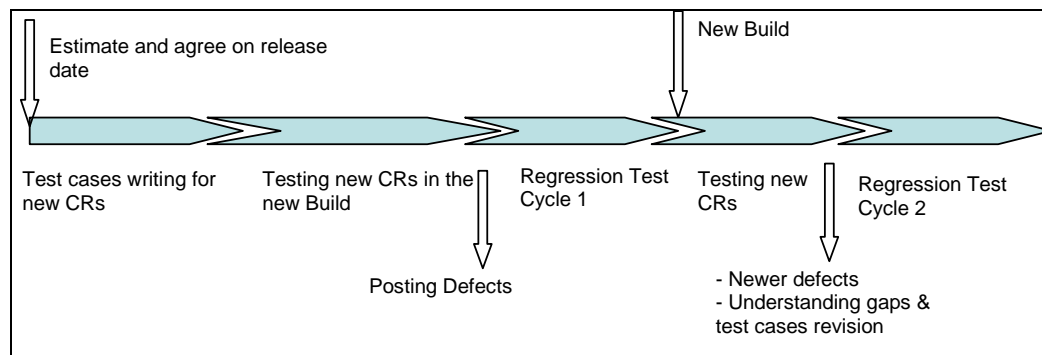 Estimate and agree on release
date
New Build
Test cases writing for
new CRs
Testing new CRs in the
new Build
Regression Test
Cycle 1
Testing new
CRs
Regression Test
Cycle 2
Posting Defects
- Newer defects
- Understanding gaps &
test cases revision